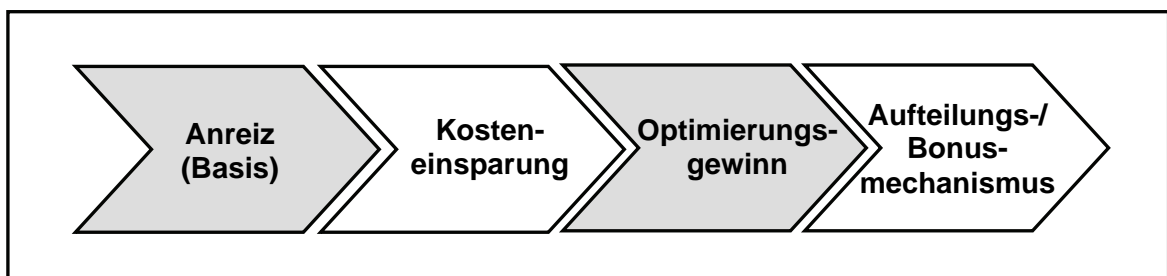 Anreiz
(Basis)
Kosten-
einsparung
Optimierungs-
gewinn
Aufteilungs-/
Bonus-
mechanismus